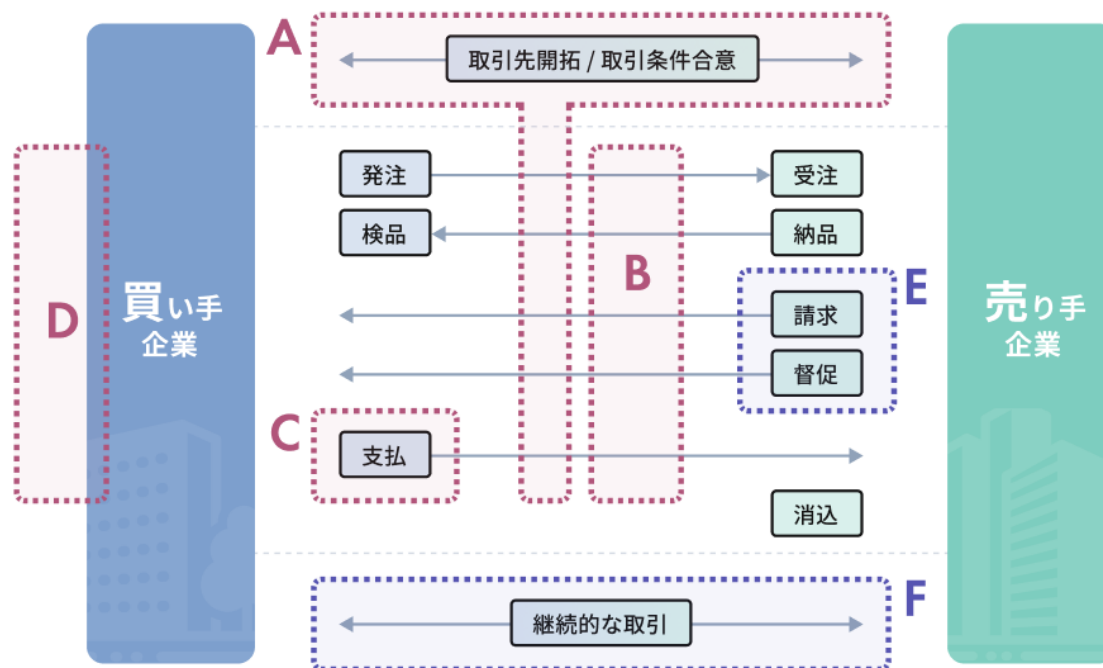 A
取引先開拓 / 取引条件合意
発注
受注
検品
納品
B
E
D
買い手
企業
売り手
企業
請求
督促
C
支払
消込
F
継続的な取引